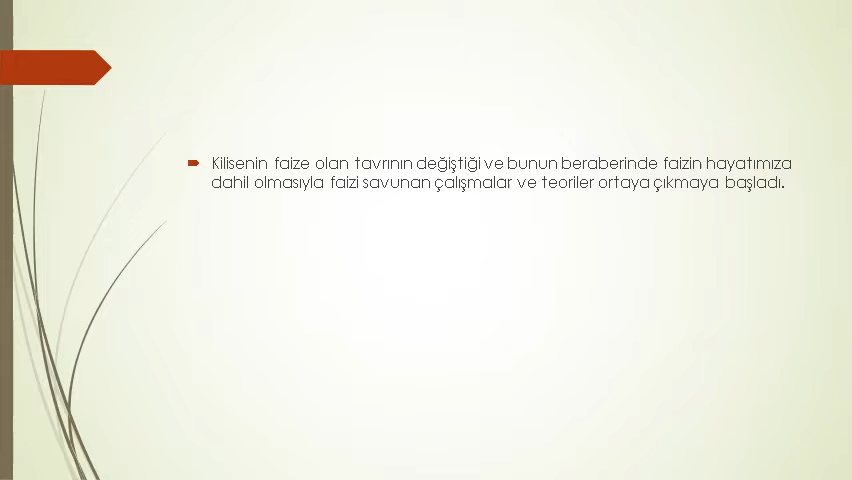 Kilisenin faize olan tavrının değiştiği ve bunun beraberinde faizin hayatımıza
dahil olmasıyla faizi savunan çalışmalar ve teoriler ortaya çıkmaya başladı.